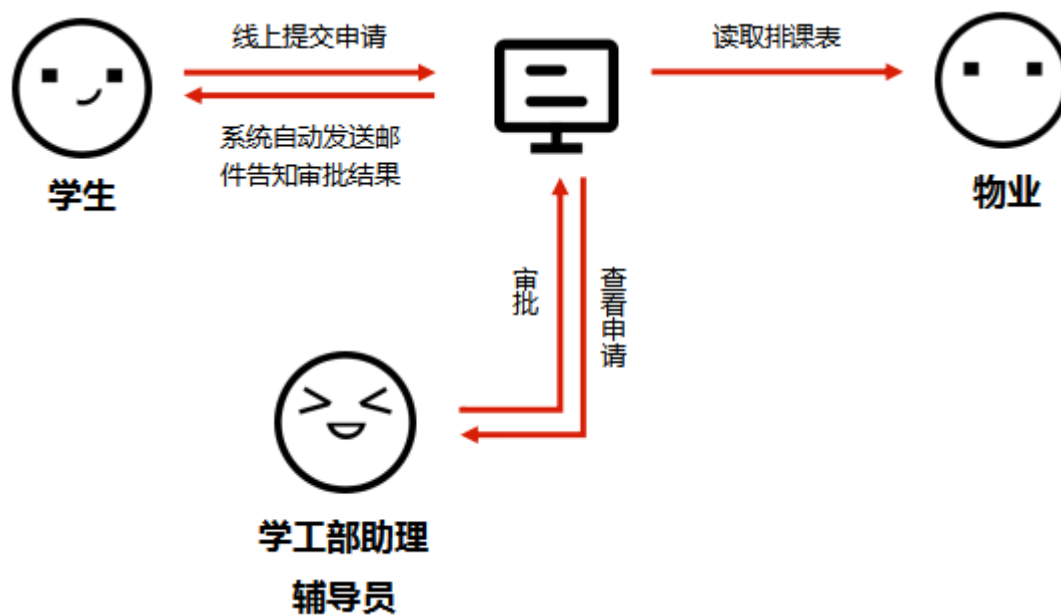 线上提交申请
读取排课表
系统自动发送邮
件告知审批结果
学生
物业
审批
查看申请
学工部助理
辅导员